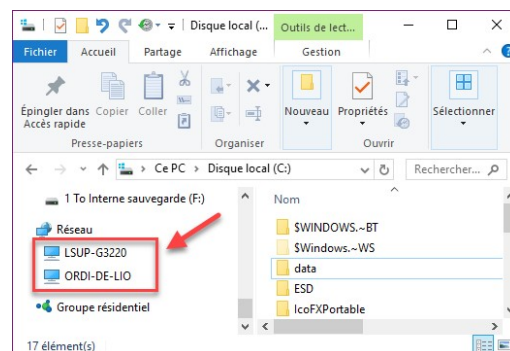 Disque local (... Outils de lect...
Fichier Accueil Partage Affichage Gestion
Épingler dans Copier Coller Nouveau Propriétés Sélectionner
Accès rapide
Presse-papiers Organiser Ouvrir
Ce PC Disque local (C:) Rechercher...
1 To Interne sauvegarde (F:) Nom
Réseau $WINDOWS.~BT
LSUP-G3220 $Windows.~WS
ORDI-DE-LIO data
ESD
Groupe résidentiel IcoFXPortable
17 élément(s)